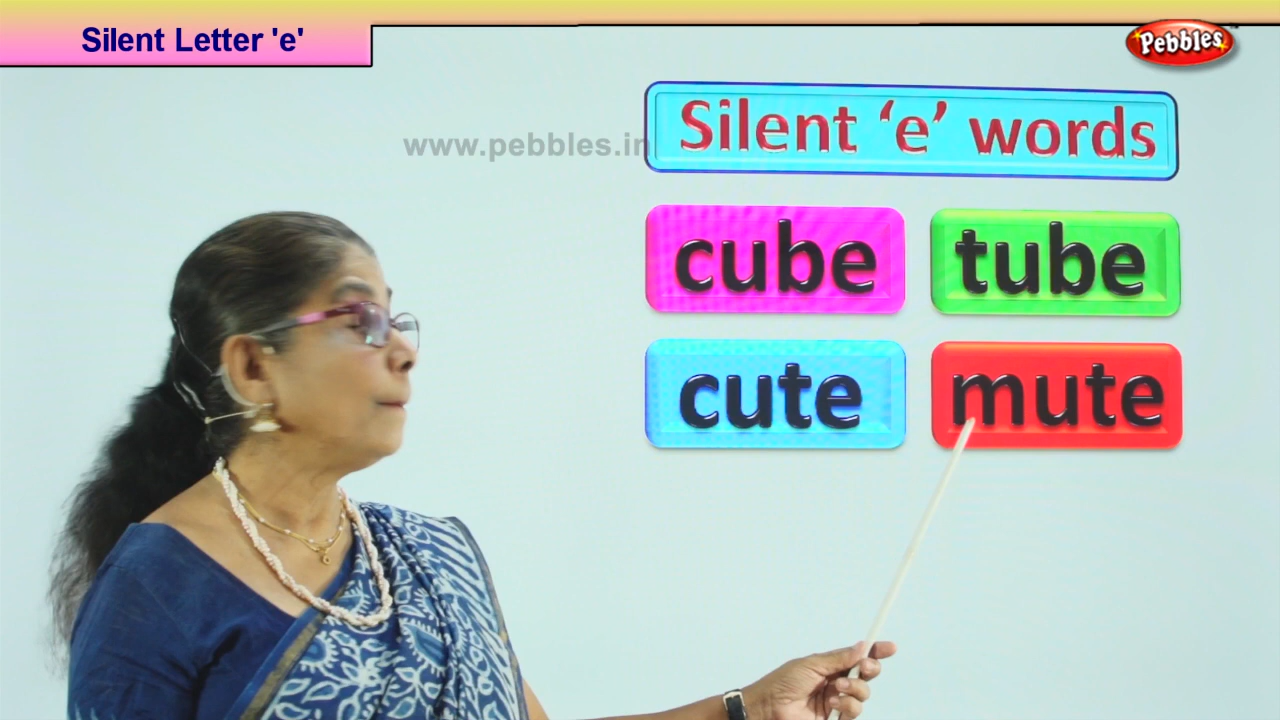 Silent Letter 'e'
Pebbles
www.pebbles.in
Silent ‘e’ words
cube tube
cute mute